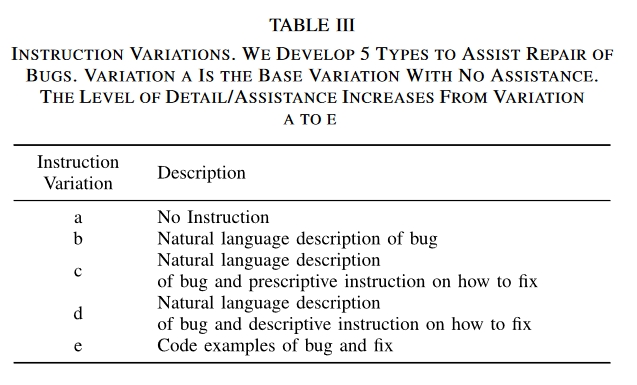 TABLE III
INSTRUCTION VARIATIONS. WE DEVELOP 5 TYPES TO ASSIST REPAIR OF
BUGS. VARIATION A IS THE BASE VARIATION WITH NO ASSISTANCE.
THE LEVEL OF DETAIL/ASSISTANCE INCREASES FROM VARIATION
A TO E
Instruction
Variation
Description
a No Instruction
b Natural language description of bug
c Natural language description
of bug and prescriptive instruction on how to fix
d Natural language description
of bug and descriptive instruction on how to fix
e Code examples of bug and fix